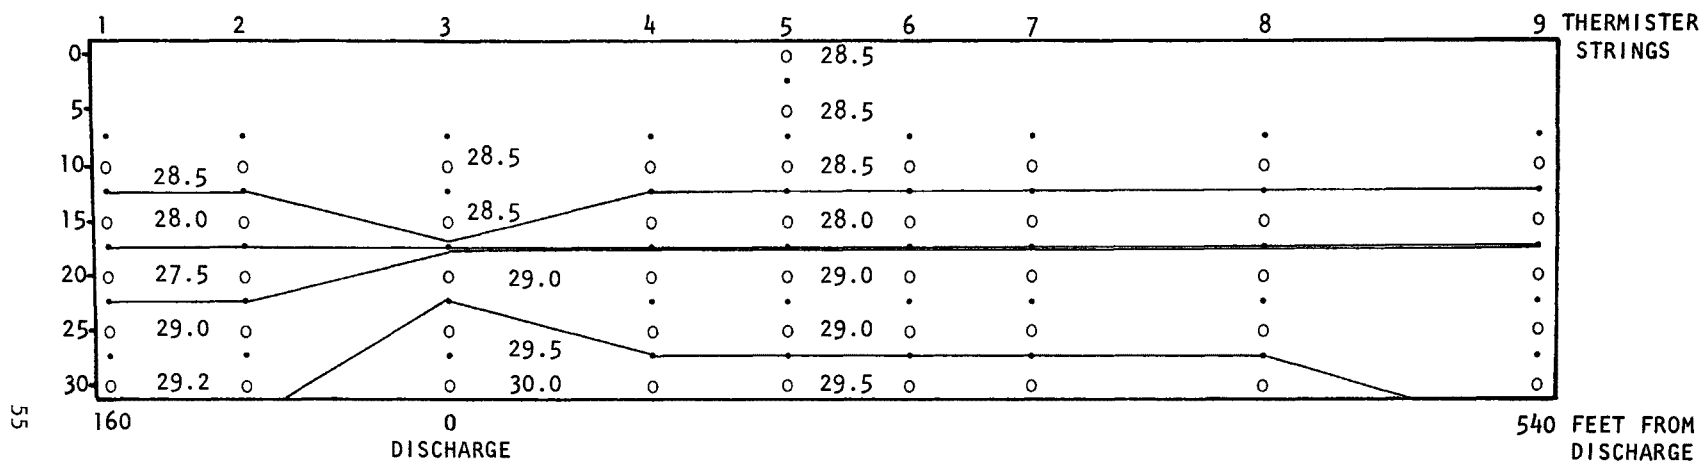 1 2 3 4 5 6 7 8 9 THERMISTER
STRINGS
0 28.5
5 28.5
10 28.5 28.5 28.5
15 28.0 28.5 28.0
20 27.5 29.0 29.0
25 29.0 29.5 29.0
30 29.2 30.0 29.5
160 0 540 FEET FROM
DISCHARGE DISCHARGE
55